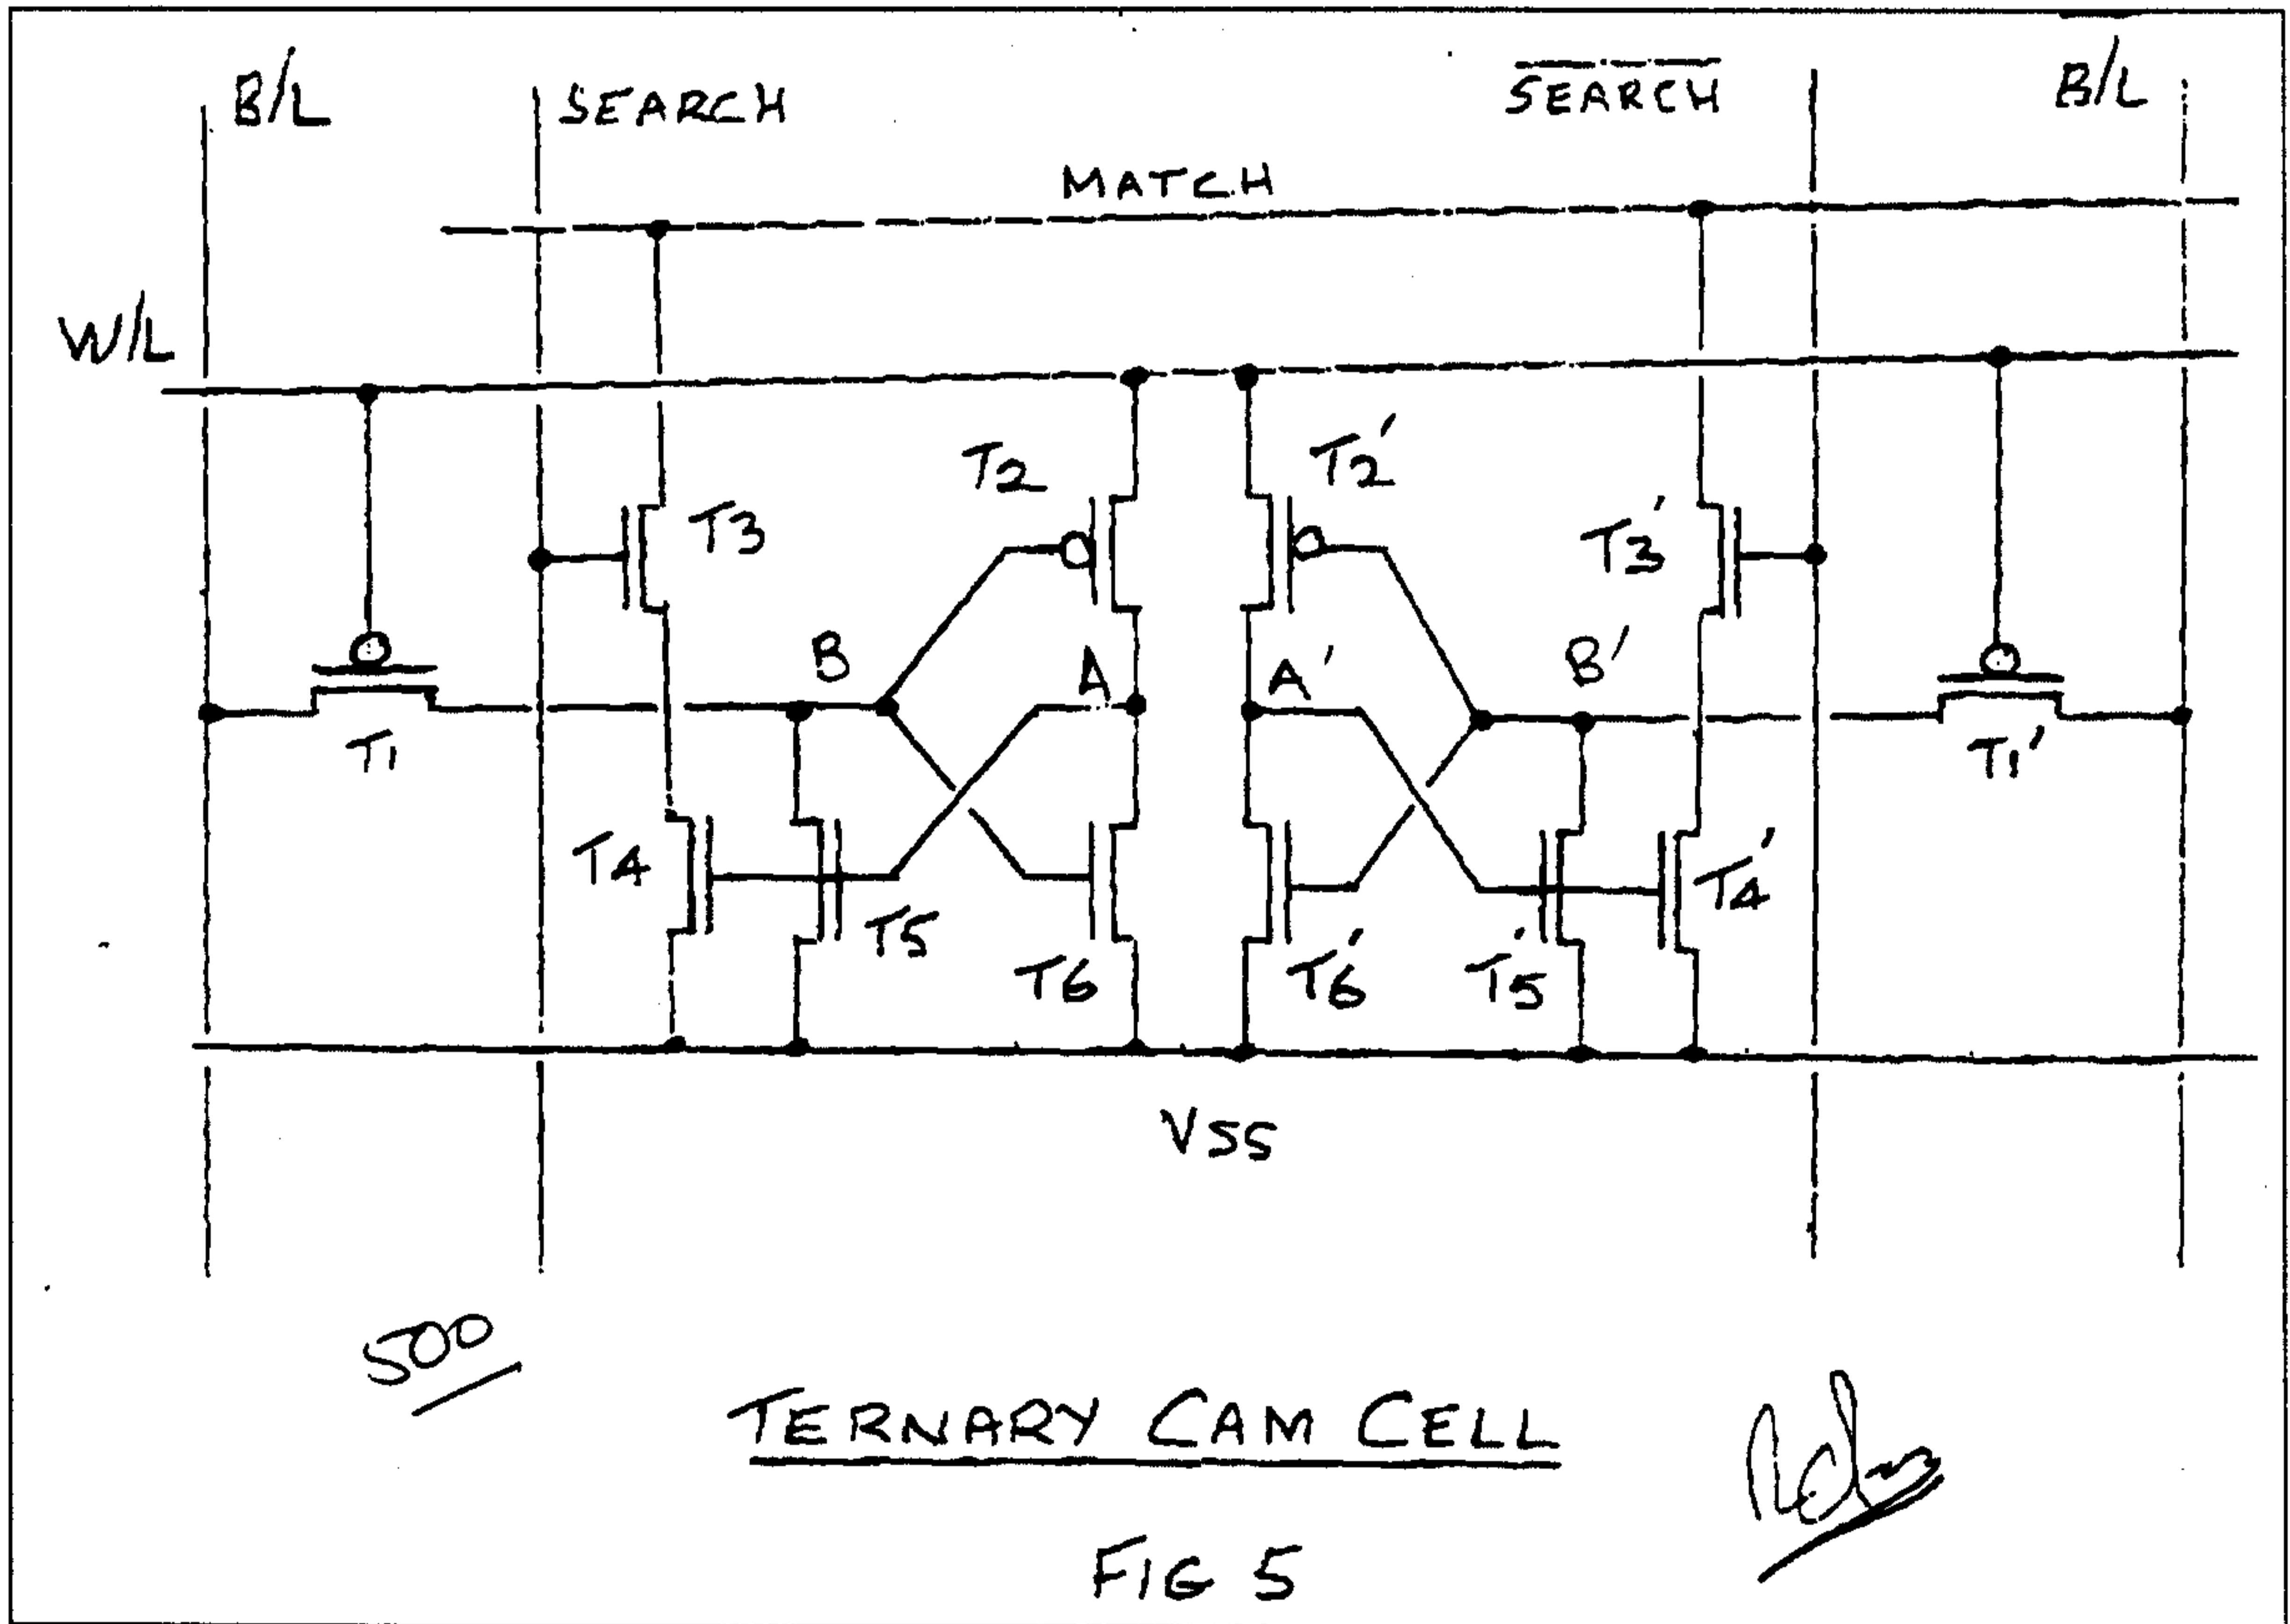 B/L
SEARCH
S̅E̅A̅R̅C̅H̅
B/L
MATCH
W/L
T2
T2'
T3
T3'
B
A
A'
B'
T1
T1'
T4
T5
T6
T6'
T5'
T4'
VSS
500
TERNARY CAM CELL
FIG 5